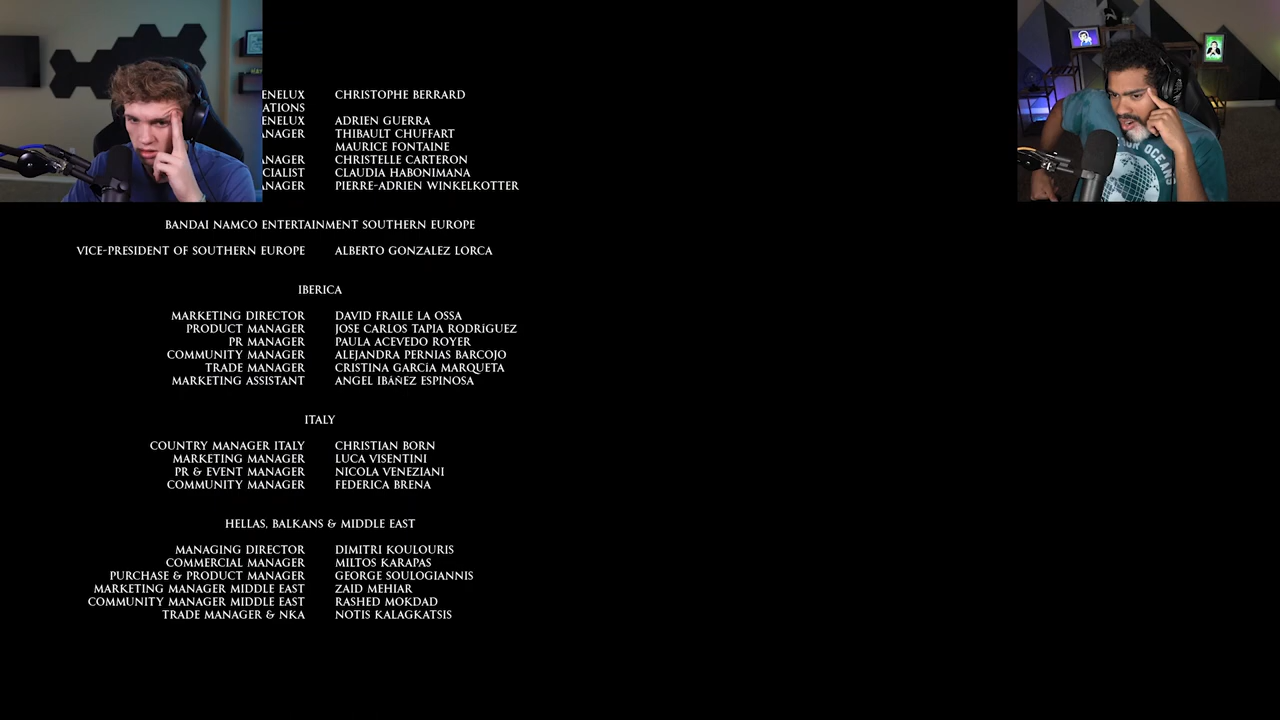 ENELUX CHRISTOPHE BERRARD
ATIONS
ENELUX ADRIEN GUERRA
ANAGER THIBAULT CHUFFART
MAURICE FONTAINE
ANAGER CHRISTELLE CARTERON
CIALIST CLAUDIA HABONIMANA
ANAGER PIERRE-ADRIEN WINKELKOTTER
BANDAI NAMCO ENTERTAINMENT SOUTHERN EUROPE
VICE-PRESIDENT OF SOUTHERN EUROPE ALBERTO GONZALEZ LORCA
IBERICA
MARKETING DIRECTOR DAVID FRAILE LA OSSA
PRODUCT MANAGER JOSE CARLOS TAPIA RODRÍGUEZ
PR MANAGER PAULA ACEVEDO ROYER
COMMUNITY MANAGER ALEJANDRA PERNIAS BARCOJO
TRADE MANAGER CRISTINA GARCÍA MARQUETA
MARKETING ASSISTANT ANGEL IBÁÑEZ ESPINOSA
ITALY
COUNTRY MANAGER ITALY CHRISTIAN BORN
MARKETING MANAGER LUCA VISENTINI
PR & EVENT MANAGER NICOLA VENEZIANI
COMMUNITY MANAGER FEDERICA BRENA
HELLAS, BALKANS & MIDDLE EAST
MANAGING DIRECTOR DIMITRI KOULOURIS
COMMERCIAL MANAGER MILTOS KARAPAS
PURCHASE & PRODUCT MANAGER GEORGE SOULOGIANNIS
MARKETING MANAGER MIDDLE EAST ZAID MEHIAR
COMMUNITY MANAGER MIDDLE EAST RASHED MOKDAD
TRADE MANAGER & NKA NOTIS KALAGKATSIS
OCEANS